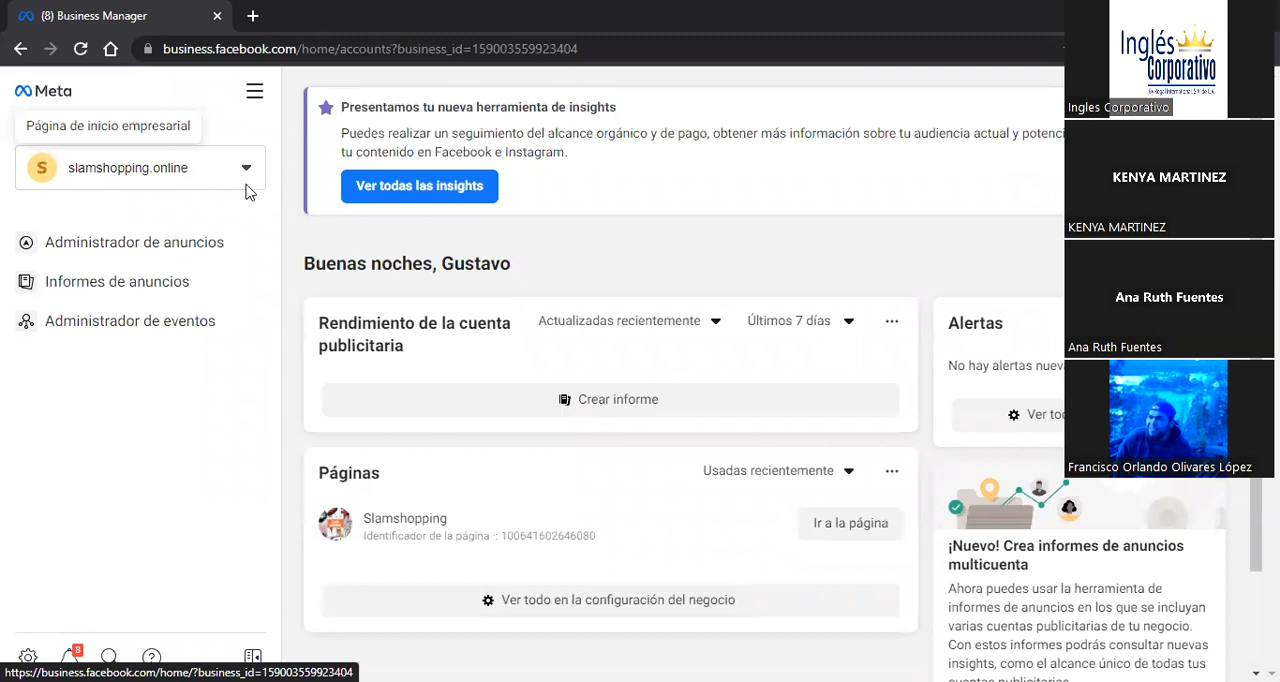 (8) Business Manager
business.facebook.com/home/accounts?business_id=159003559923404
Meta
Página de inicio empresarial
S
slamshopping.online
Administrador de anuncios
Informes de anuncios
Administrador de eventos
8
https://business.facebook.com/home/?business_id=159003559923404
Presentamos tu nueva herramienta de insights
Puedes realizar un seguimiento del alcance orgánico y de pago, obtener más información sobre tu audiencia actual y potenci
tu contenido en Facebook e Instagram.
Ver todas las insights
Buenas noches, Gustavo
Rendimiento de la cuenta
publicitaria
Actualizadas recientemente
Últimos 7 días
Crear informe
Páginas
Usadas recientemente
Slamshopping
Identificador de la página -: 100641602646080
Ir a la página
Ver todo en la configuración del negocio
Alertas
No hay alertas nueva
Ver to
¡Nuevo! Crea informes de anuncios
multicuenta
Ahora puedes usar la herramienta de
informes de anuncios en los que se incluyan
varias cuentas publicitarias de tu negocio.
Con estos informes podrás consultar nuevas
insights, como el alcance único de todas tus
cuentas publicitarias.
Inglés
Corporativo
Ingles Corporativo
KENYA MARTINEZ
KENYA MARTINEZ
Ana Ruth Fuentes
Ana Ruth Fuentes
Francisco Orlando Olivares López